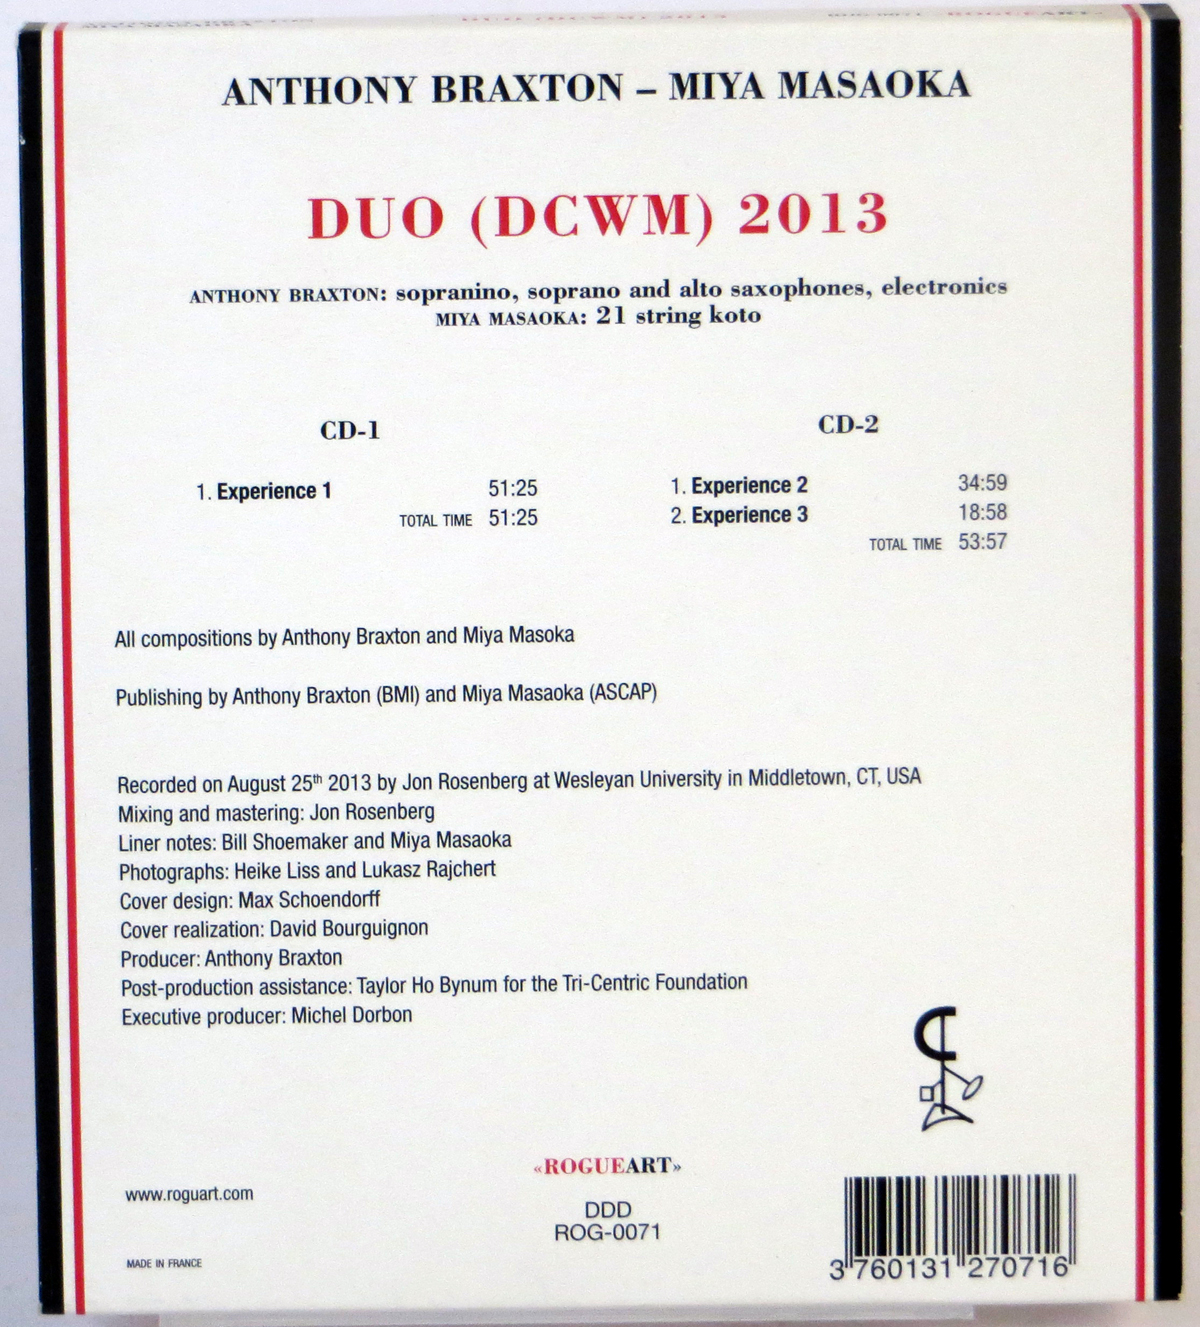 ANTHONY BRAXTON – MIYA MASAOKA
DUO (DCWM) 2013
ANTHONY BRAXTON: sopranino, soprano and alto saxophones, electronics
MIYA MASAOKA: 21 string koto
CD-1
1. Experience 1 51:25
TOTAL TIME 51:25
CD-2
1. Experience 2 34:59
2. Experience 3 18:58
TOTAL TIME 53:57
All compositions by Anthony Braxton and Miya Masoka
Publishing by Anthony Braxton (BMI) and Miya Masaoka (ASCAP)
Recorded on August 25th 2013 by Jon Rosenberg at Wesleyan University in Middletown, CT, USA
Mixing and mastering: Jon Rosenberg
Liner notes: Bill Shoemaker and Miya Masaoka
Photographs: Heike Liss and Lukasz Rajchert
Cover design: Max Schoendorff
Cover realization: David Bourguignon
Producer: Anthony Braxton
Post-production assistance: Taylor Ho Bynum for the Tri-Centric Foundation
Executive producer: Michel Dorbon
«ROGUEART»
www.roguart.com
DDD
ROG-0071
MADE IN FRANCE
3 760131 270716